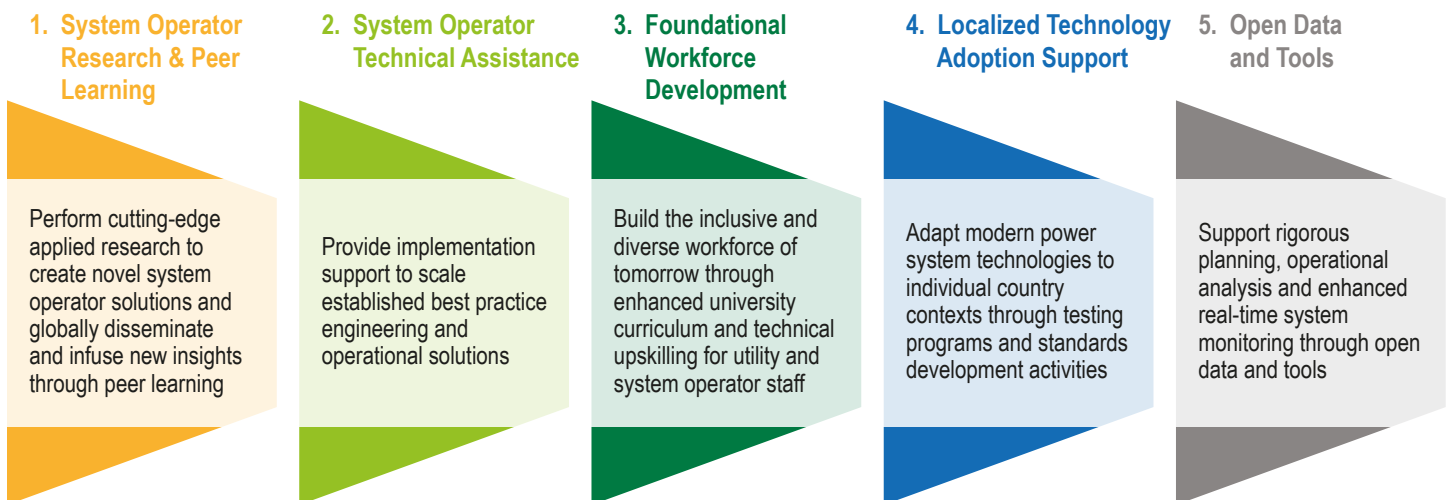 1. System Operator
Research & Peer
Learning
Perform cutting-edge
applied research to
create novel system
operator solutions and
globally disseminate
and infuse new insights
through peer learning
2. System Operator
Technical Assistance
Provide implementation
support to scale
established best practice
engineering and
operational solutions
3. Foundational
Workforce
Development
Build the inclusive and
diverse workforce of
tomorrow through
enhanced university
curriculum and technical
upskilling for utility and
system operator staff
4. Localized Technology
Adoption Support
Adapt modern power
system technologies to
individual country
contexts through testing
programs and standards
development activities
5. Open Data
and Tools
Support rigorous
planning, operational
analysis and enhanced
real-time system
monitoring through open
data and tools